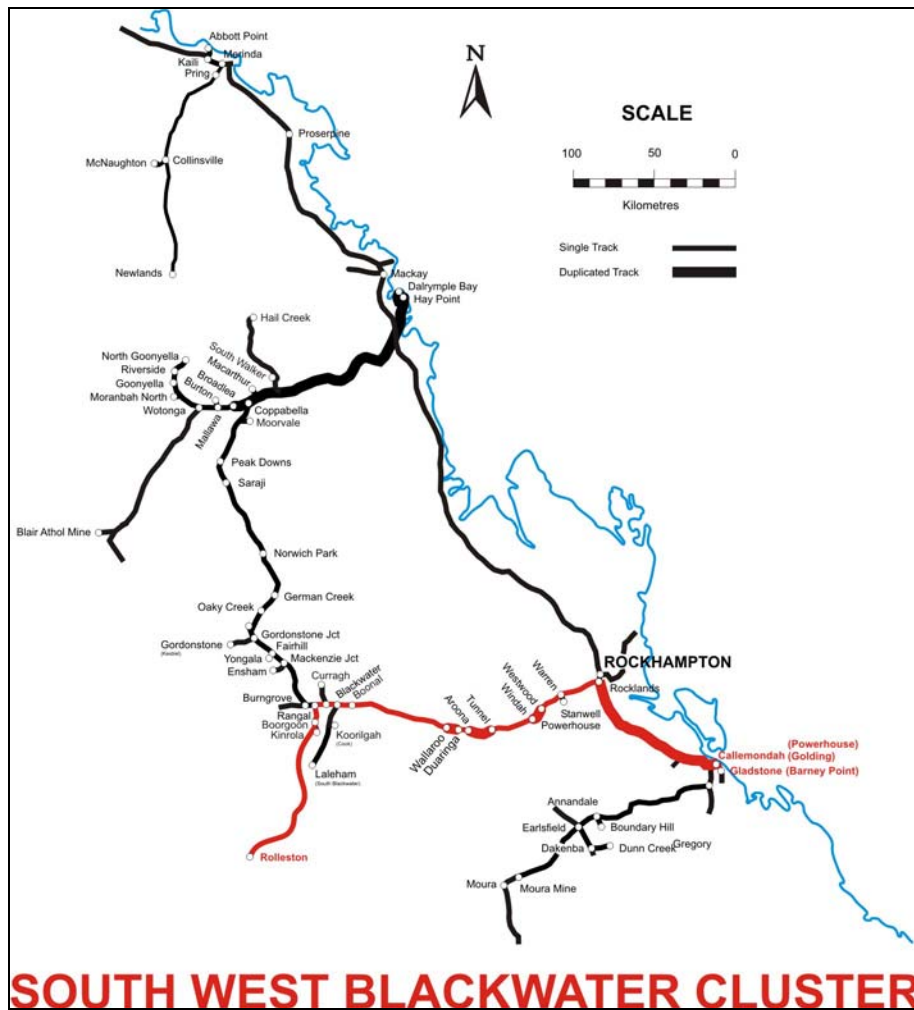 Abbott Point
Kaili
Merinda
Pring
N
SCALE
100
50
0
Kilometres
Proserpine
McNaughton
Collinsville
Single Track
Duplicated Track
Newlands
Mackay
Dalrymple Bay
Hay Point
Hail Creek
North Goonyella
Riverside
Goonyella
Moranbah North
Wotonga
South Walker
Macarthur
Broadlea
Burton
Mallawa
Coppabella
Moorvale
Peak Downs
Saraji
Blair Athol Mine
Norwich Park
German Creek
Oaky Creek
Gordonstone Jct
Gordonstone
(Kestrel)
Fairhill
Yongala
Mackenzie Jct
Ensham
Curragh
Blackwater
Boonal
Burngrove
Rangal
Boorgoon
Kinrola
Koorilgah
(Cook)
Laleham
(South Blackwater)
Rolleston
Wallaroo
Duaringa
Aroona
Tunnel
Windah
Westwood
Warren
Stanwell
Powerhouse
ROCKHAMPTON
Rocklands
(Powerhouse)
Callemondah (Golding)
Gladstone (Barney Point)
Annandale
Earlsfield
Boundary Hill
Dakenba
Dunn Creek
Gregory
Moura
Moura Mine
SOUTH WEST BLACKWATER CLUSTER